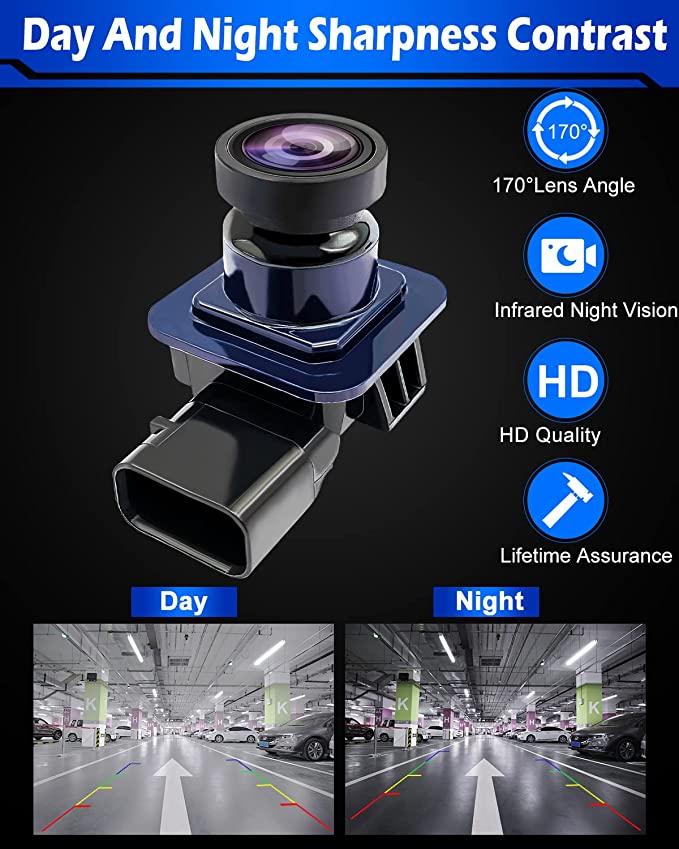 Day And Night Sharpness Contrast
170°
170°Lens Angle
Infrared Night Vision
HD
HD Quality
Lifetime Assurance
Day
Night
K
H
K
K
K